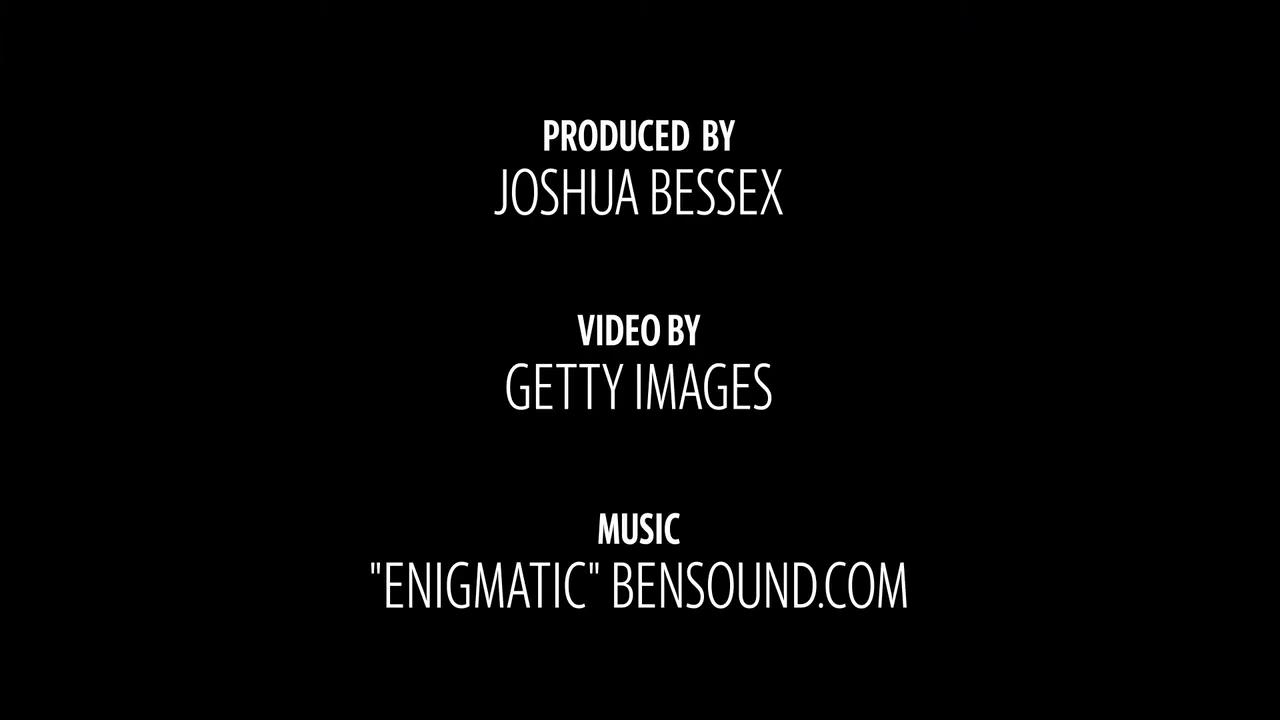 PRODUCED BY
JOSHUA BESSEX
VIDEO BY
GETTY IMAGES
MUSIC
"ENIGMATIC" BENSOUND.COM